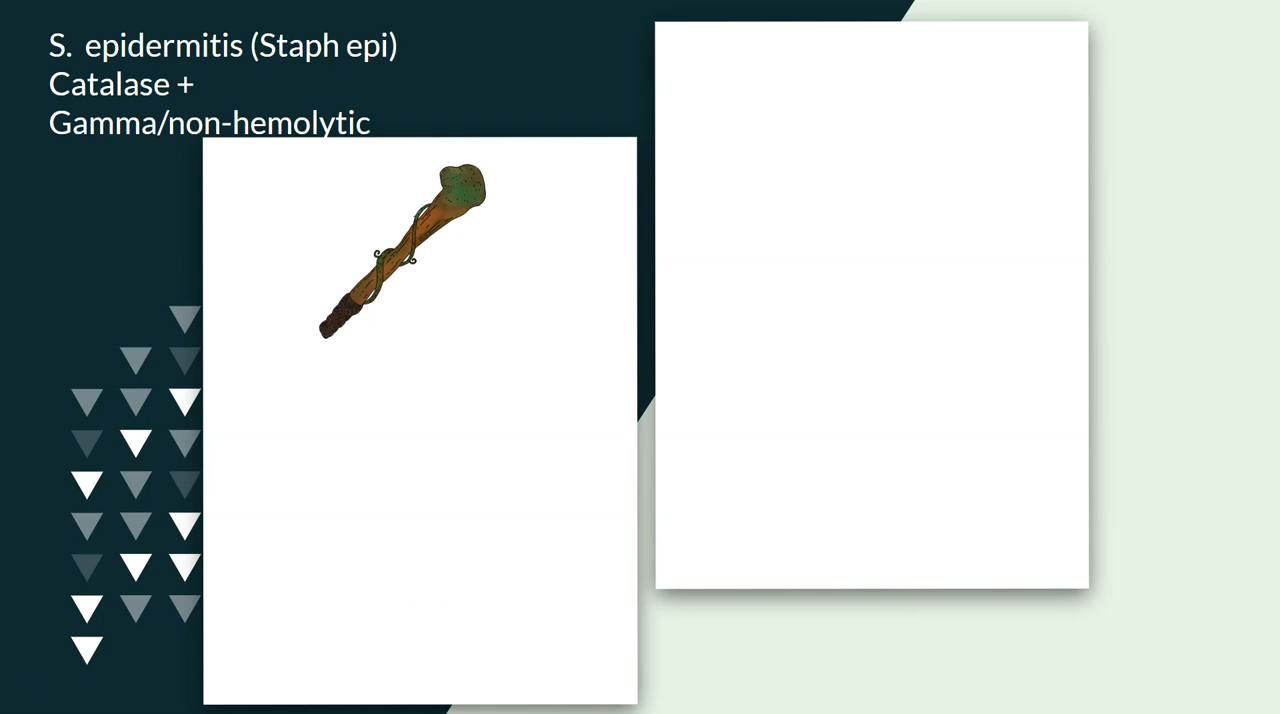 S. epidermitis (Staph epi)
Catalase +
Gamma/non-hemolytic